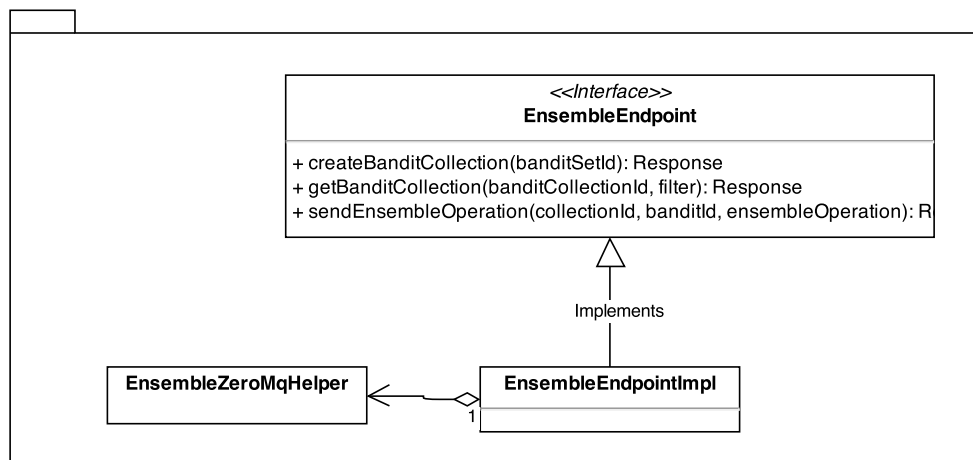 <<Interface>>
EnsembleEndpoint
+ createBanditCollection(banditSetId): Response
+ getBanditCollection(banditCollectionId, filter): Response
+ sendEnsembleOperation(collectionId, banditId, ensembleOperation): R
Implements
EnsembleZeroMqHelper
EnsembleEndpointImpl
1